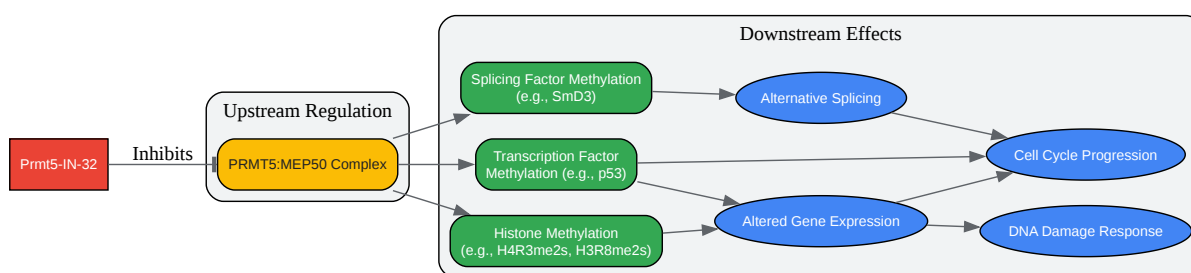 Downstream Effects
Splicing Factor Methylation
(e.g., SmD3)
Alternative Splicing
Upstream Regulation
Prmt5-IN-32
Inhibits
PRMT5:MEP50 Complex
Transcription Factor
Methylation (e.g., p53)
Cell Cycle Progression
Altered Gene Expression
Histone Methylation
(e.g., H4R3me2s, H3R8me2s)
DNA Damage Response